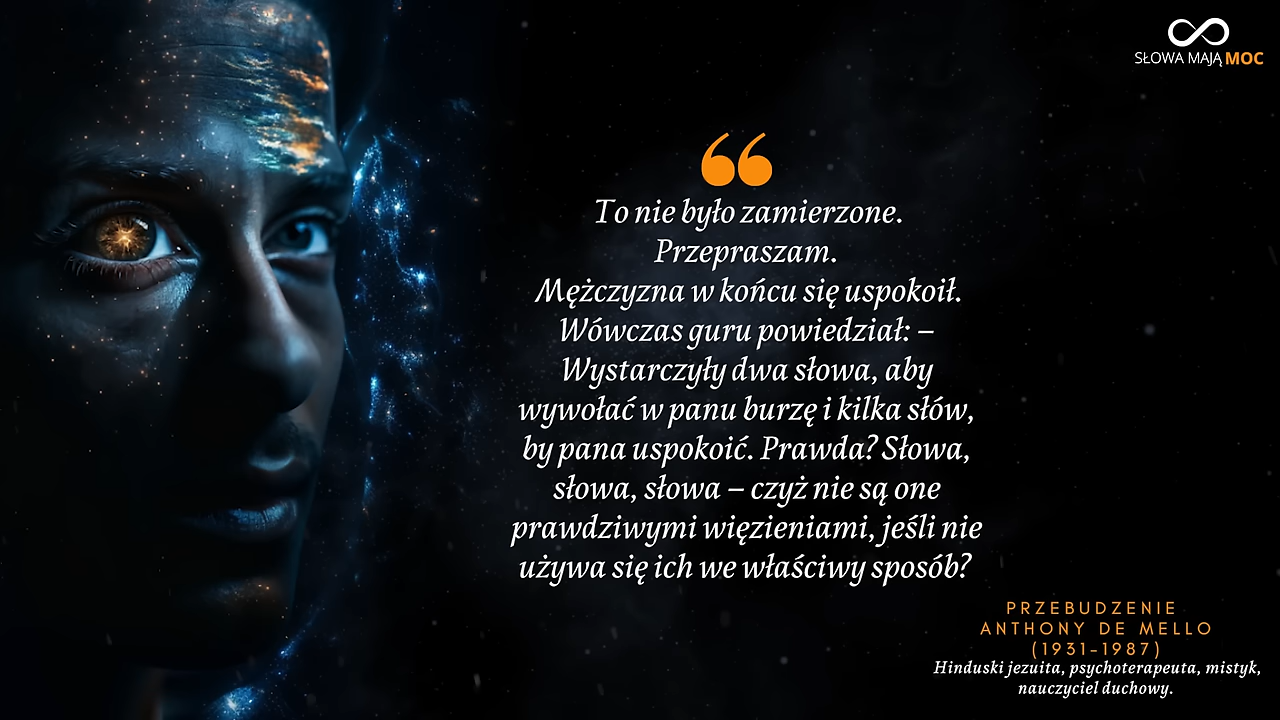 SŁOWA MAJĄ MOC
To nie było zamierzone.
Przepraszam.
Mężczyzna w końcu się uspokoił.
Wówczas guru powiedział: –
Wystarczyły dwa słowa, aby
wywołać w panu burzę i kilka słów,
by pana uspokoić. Prawda? Słowa,
słowa, słowa – czyż nie są one
prawdziwymi więzieniami, jeśli nie
używa się ich we właściwy sposób?
PRZEBUDZENIE
ANTHONY DE MELLO
(1931-1987)
Hinduski jezuita, psychoterapeuta, mistyk,
nauczyciel duchowy.